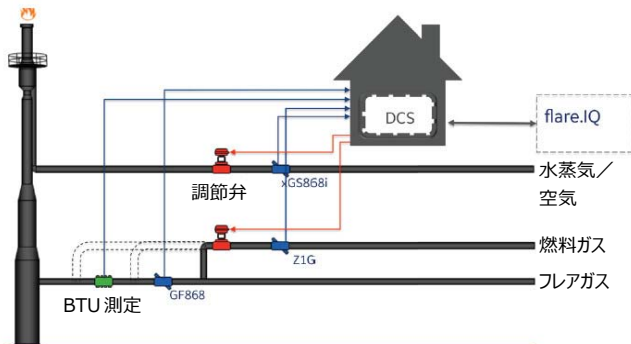 DCS
flare.IQ
xGS868i
水蒸気／
空気
調節弁
燃料ガス
Z1G
フレアガス
GF868
BTU 測定